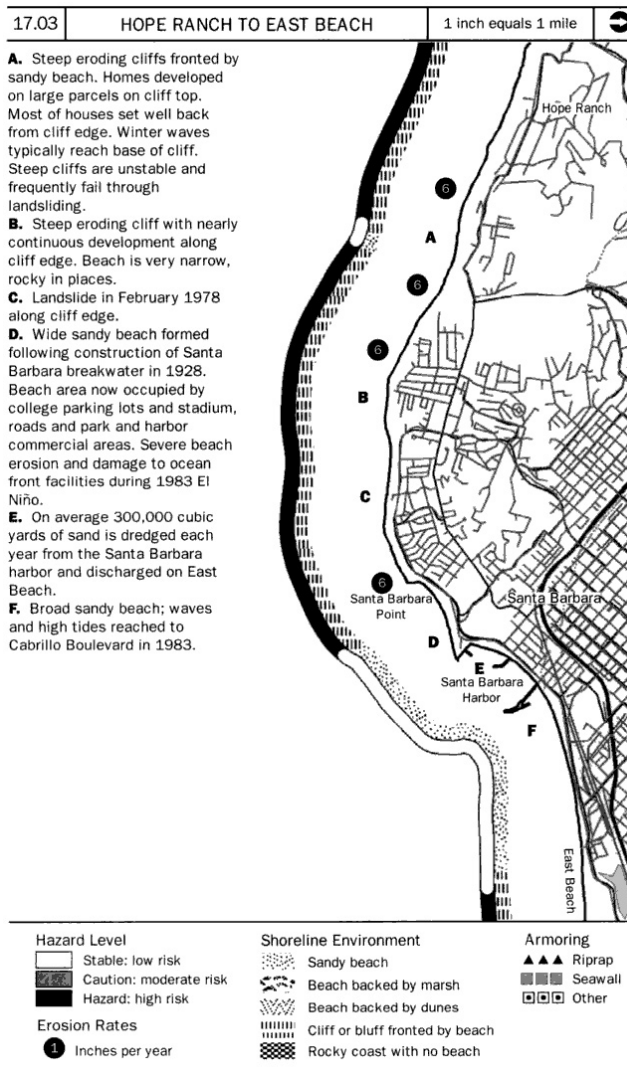 17.03
HOPE RANCH TO EAST BEACH
1 inch equals 1 mile
A. Steep eroding cliffs fronted by
sandy beach. Homes developed
on large parcels on cliff top.
Most of houses set well back
from cliff edge. Winter waves
typically reach base of cliff.
Steep cliffs are unstable and
frequently fail through
landsliding.
B. Steep eroding cliff with nearly
continuous development along
cliff edge. Beach is very narrow,
rocky in places.
C. Landslide in February 1978
along cliff edge.
D. Wide sandy beach formed
following construction of Santa
Barbara breakwater in 1928.
Beach area now occupied by
college parking lots and stadium,
roads and park and harbor
commercial areas. Severe beach
erosion and damage to ocean
front facilities during 1983 El
Niño.
E. On average 300,000 cubic
yards of sand is dredged each
year from the Santa Barbara
harbor and discharged on East
Beach.
F. Broad sandy beach; waves
and high tides reached to
Cabrillo Boulevard in 1983.
Hope Ranch
6
A
6
6
B
C
6
Santa Barbara
Point
Santa Barbara
D
E
Santa Barbara
Harbor
F
East Beach
Hazard Level
Stable: low risk
Caution: moderate risk
Hazard: high risk
Erosion Rates
1 Inches per year
Shoreline Environment
Sandy beach
Beach backed by marsh
Beach backed by dunes
Cliff or bluff fronted by beach
Rocky coast with no beach
Armoring
Riprap
Seawall
Other